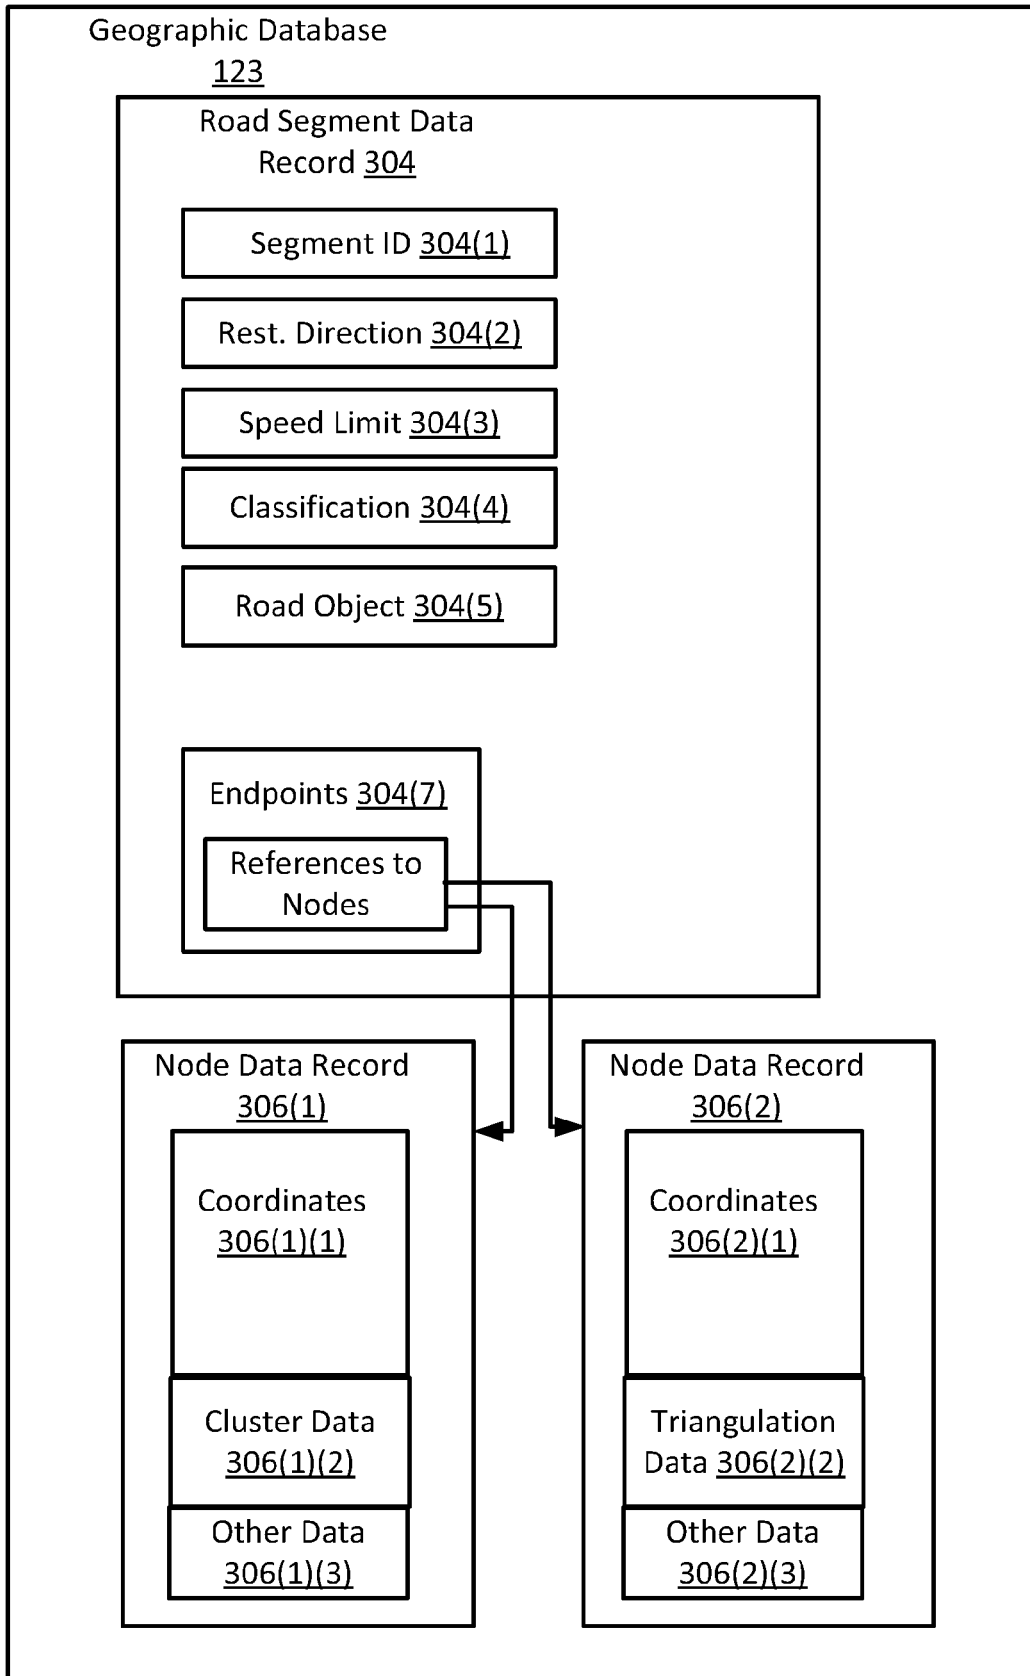 Geographic Database
123
Road Segment Data
Record 304
Segment ID 304(1)
Rest. Direction 304(2)
Speed Limit 304(3)
Classification 304(4)
Road Object 304(5)
Endpoints 304(7)
References to
Nodes
Node Data Record
306(1)
Coordinates
306(1)(1)
Cluster Data
306(1)(2)
Other Data
306(1)(3)
Node Data Record
306(2)
Coordinates
306(2)(1)
Triangulation
Data 306(2)(2)
Other Data
306(2)(3)